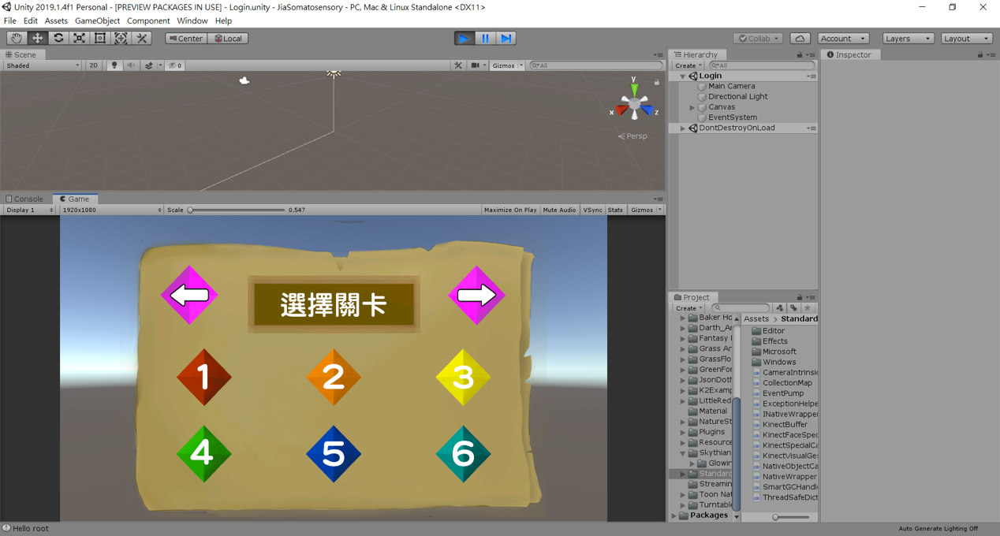 Unity 2019.1.4f1 Personal - [PREVIEW PACKAGES IN USE] - Login.unity - JiaSomatosensory - PC, Mac & Linux Standalone <DX11>
File Edit Assets GameObject Component Window Help
Center Local Collab Account Layers Layout
Scene
Shaded 2D 0 Gizmos All
y
x z
Persp
Console Game
Display 1 1920x1080 Scale 0.547 Maximize On Play Mute Audio VSync Stats Gizmos
選擇關卡
1 2 3
4 5 6
Hierarchy
Create All
Login
Main Camera
Directional Light
Canvas
EventSystem
DontDestroyOnLoad
Inspector
Project
Create
Baker Ho
Darth_Ar
Fantasy
Grass Ar
GrassFlo
GreenFor
JsonDotN
K2Examp
LittleRed
Material
NatureSt
Plugins
Resource
Skythian
Glowin
Standard
Streamin
Toon Nat
Turntable
Packages
Assets > Standard
Editor
Effects
Microsoft
Windows
CameraIntrinsic
CollectionMap
EventPump
ExceptionHelpe
INativeWrapper
KinectBuffer
KinectFaceSpec
KinectSpecialCa
KinectVisualGes
NativeObjectCa
NativeWrapper
SmartGCHandl
ThreadSafeDict
Hello root
Auto Generate Lighting Off